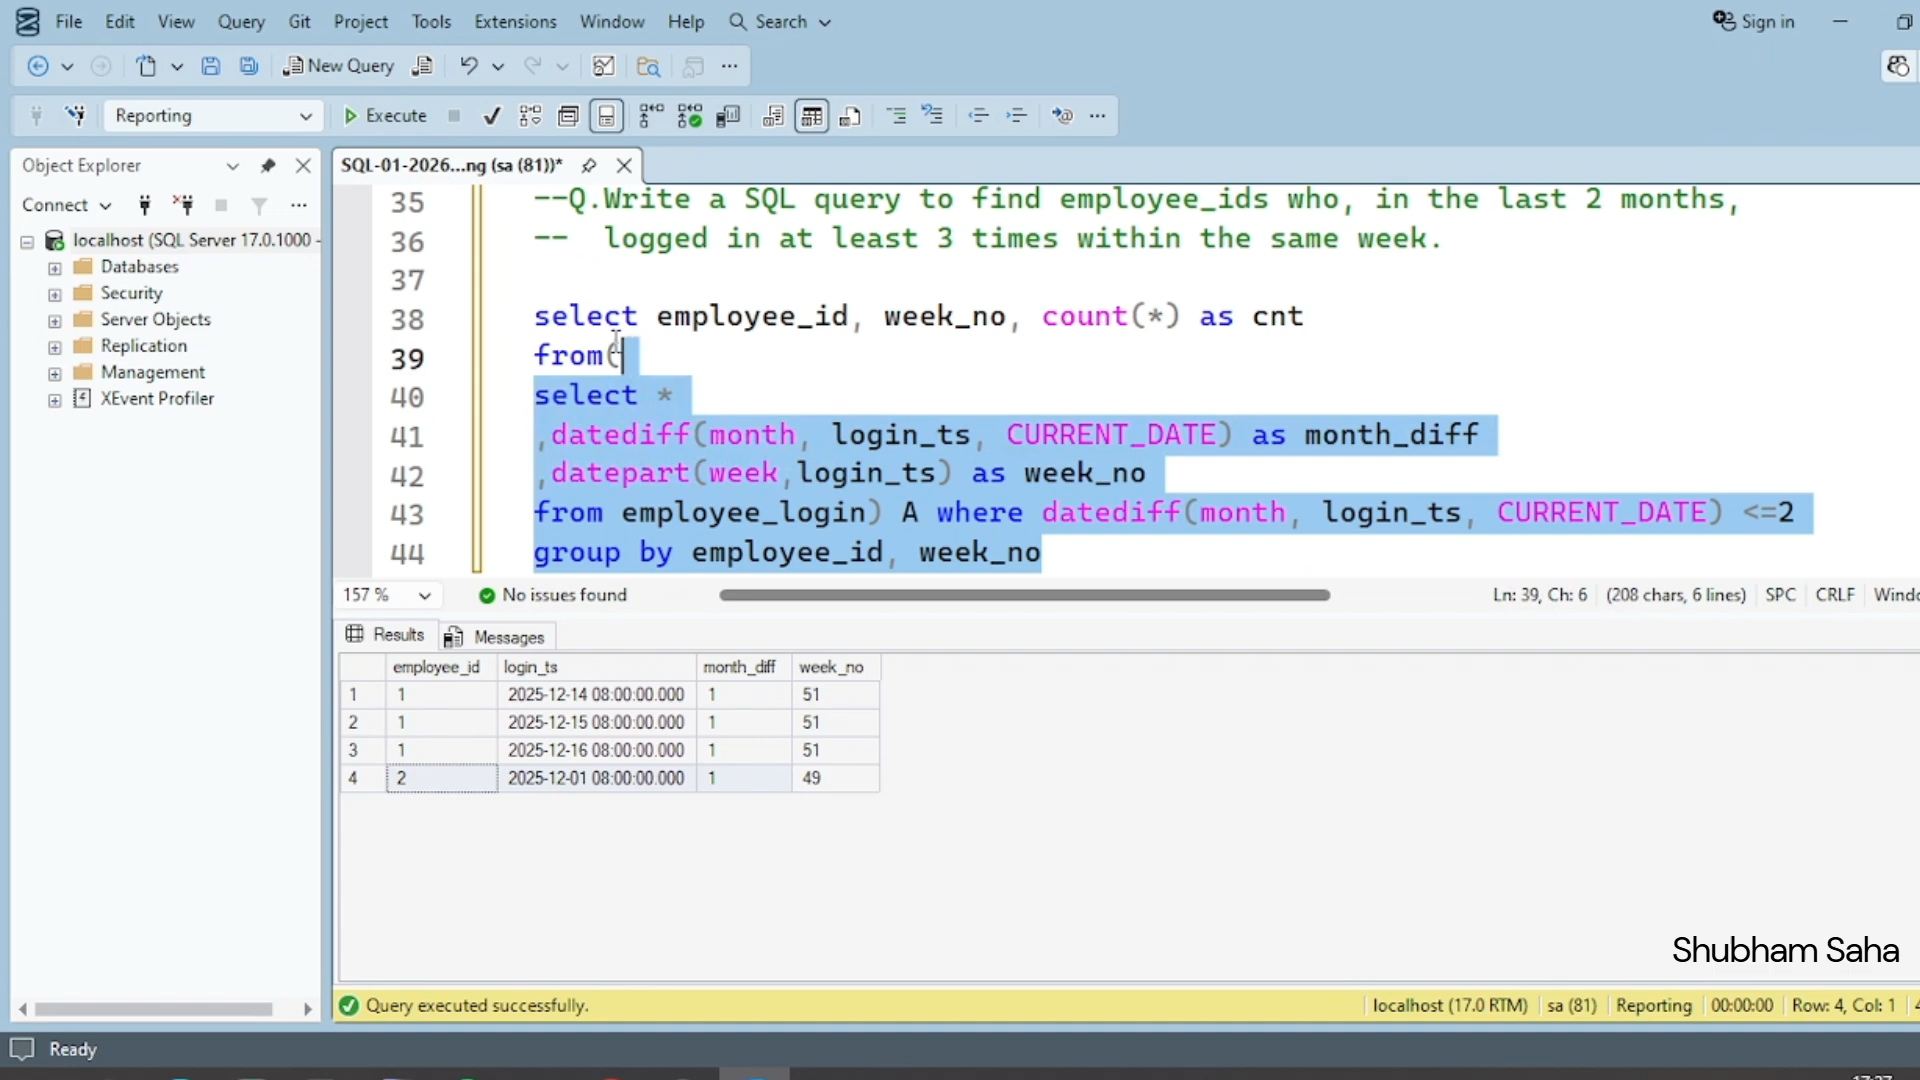 File Edit View Query Git Project Tools Extensions Window Help Search Sign in
New Query
Reporting Execute
Object Explorer
SQL-01-2026...ng (sa (81))*
Connect
localhost (SQL Server 17.0.1000 -
Databases
Security
Server Objects
Replication
Management
XEvent Profiler
35 --Q.Write a SQL query to find employee_ids who, in the last 2 months,
36 -- logged in at least 3 times within the same week.
37
38 select employee_id, week_no, count(*) as cnt
39 from(
40 select *
41 ,datediff(month, login_ts, CURRENT_DATE) as month_diff
42 ,datepart(week,login_ts) as week_no
43 from employee_login) A where datediff(month, login_ts, CURRENT_DATE) <=2
44 group by employee_id, week_no
157 % No issues found Ln: 39, Ch: 6 (208 chars, 6 lines) SPC CRLF
Results Messages
employee_id login_ts month_diff week_no
1 1 2025-12-14 08:00:00.000 1 51
2 1 2025-12-15 08:00:00.000 1 51
3 1 2025-12-16 08:00:00.000 1 51
4 2 2025-12-01 08:00:00.000 1 49
Shubham Saha
Query executed successfully. localhost (17.0 RTM) sa (81) Reporting 00:00:00 Row: 4, Col: 1
Ready